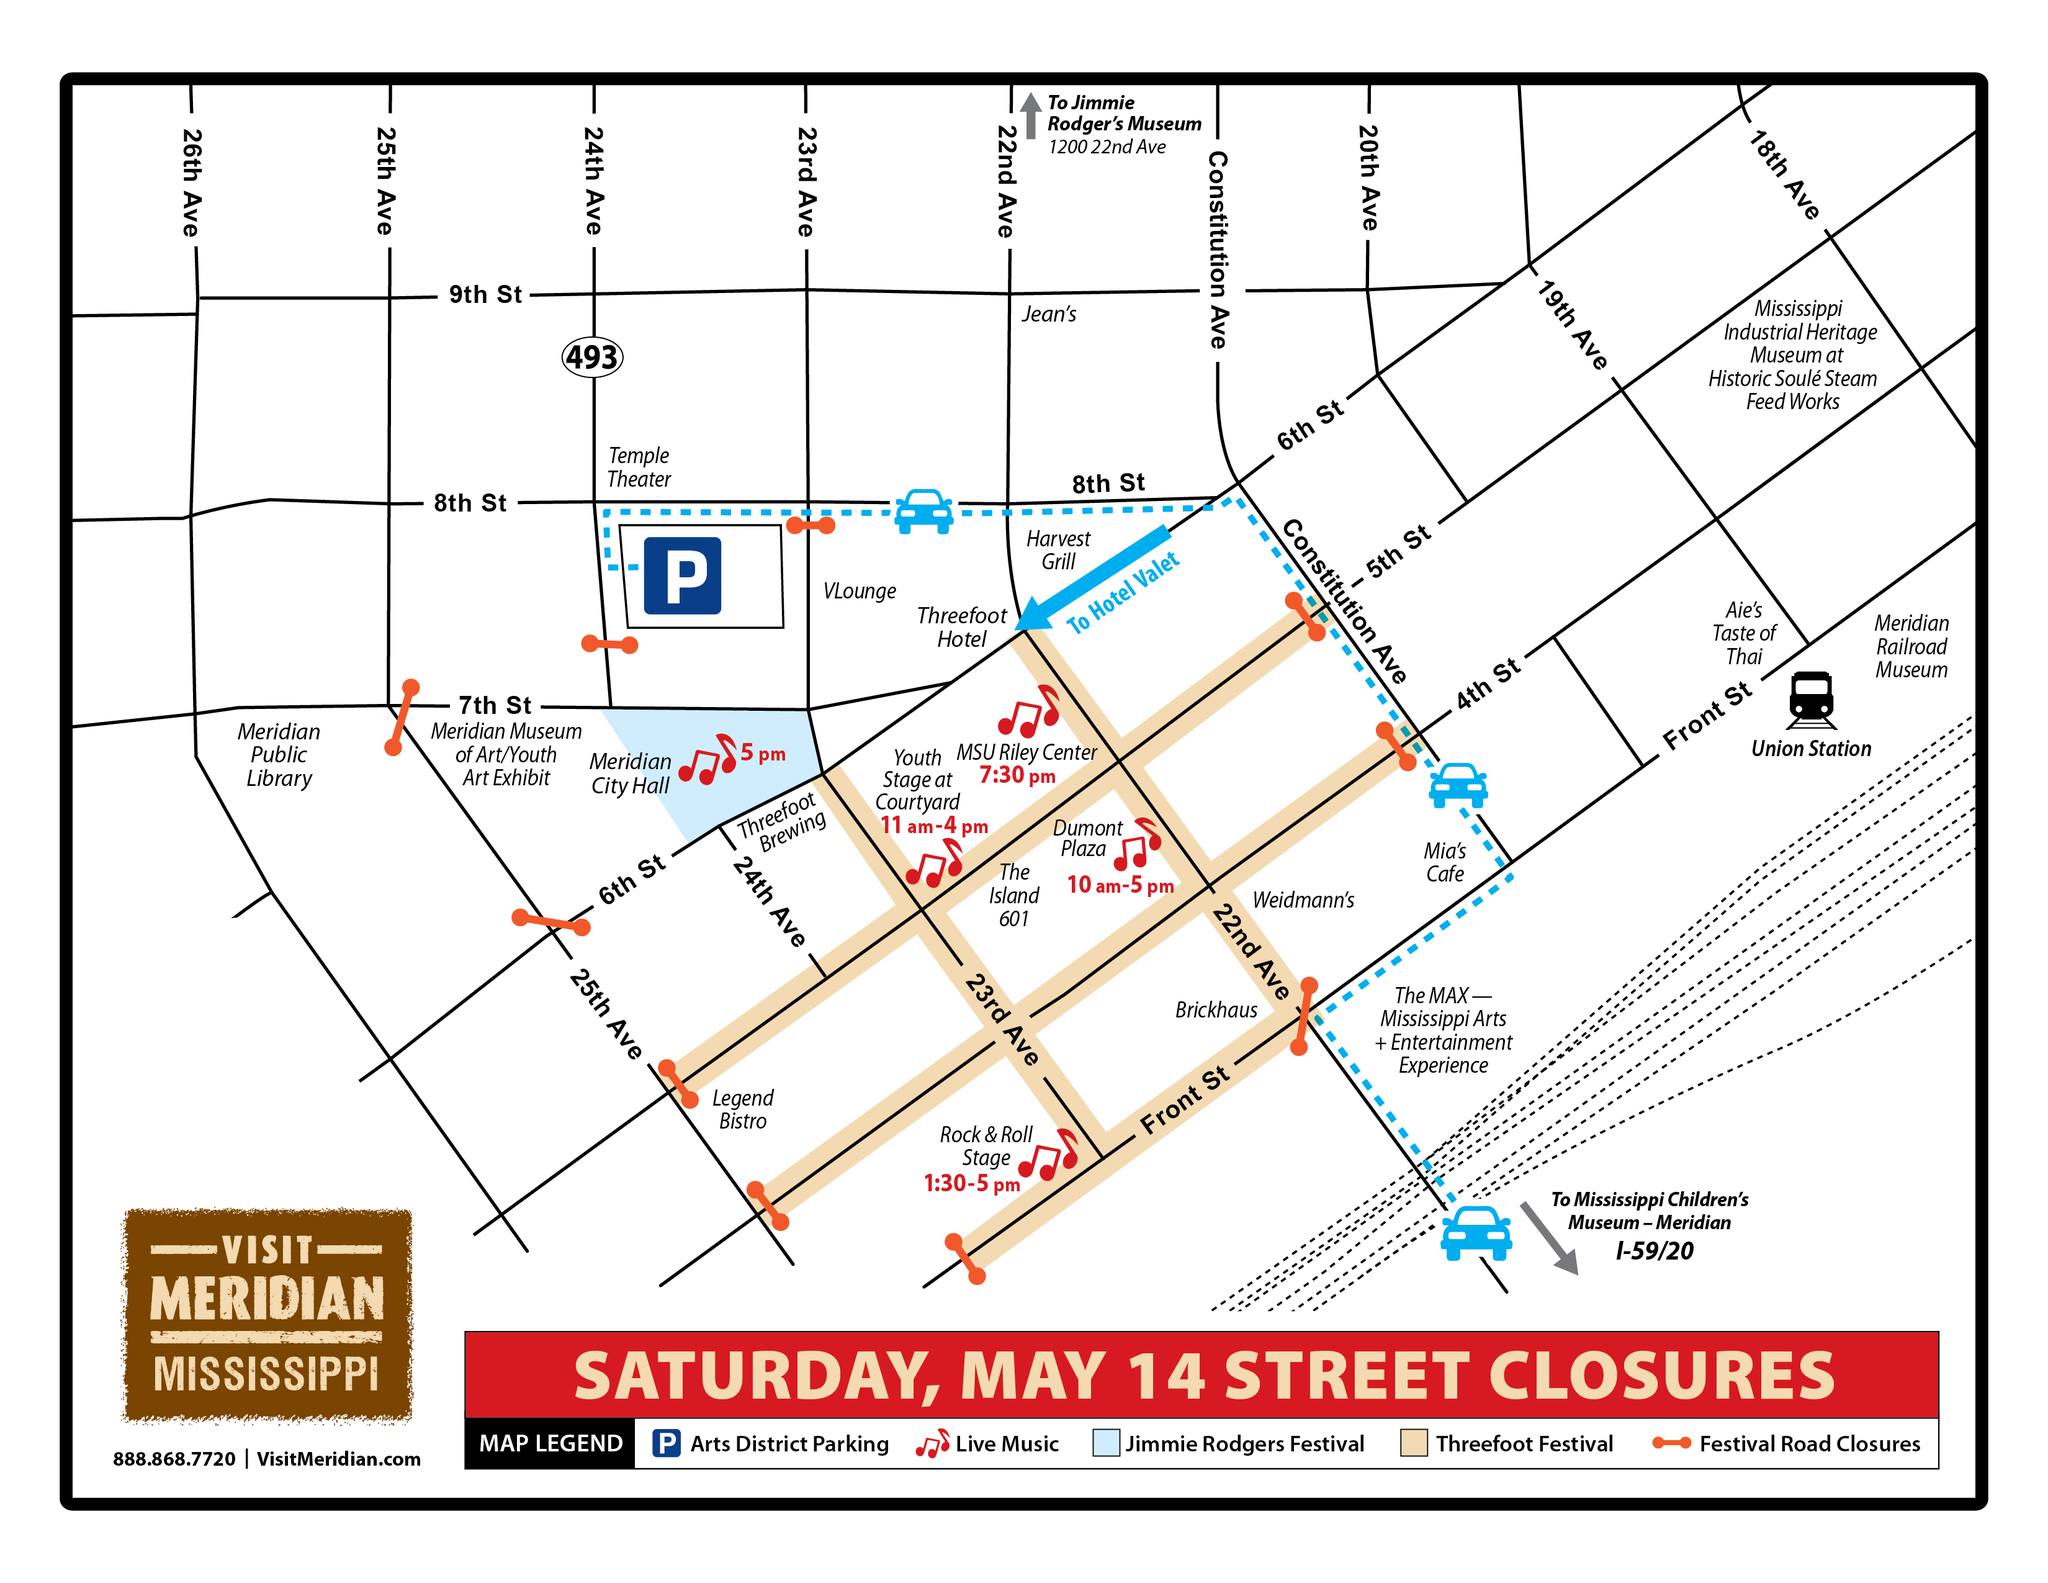 26th Ave
25th Ave
24th Ave
23rd Ave
22nd Ave
To Jimmie
Rodger's Museum
1200 22nd Ave
Constitution Ave
20th Ave
18th Ave
9th St
493
Jean's
19th Ave
Mississippi
Industrial Heritage
Museum at
Historic Soulé Steam
Feed Works
6th St
Temple
Theater
8th St
8th St
P
Harvest
Grill
To Hotel Valet
Constitution Ave
5th St
VLounge
Threefoot
Hotel
Aie's
Taste of
Thai
Meridian
Railroad
Museum
4th St
Front St
Union Station
7th St
Meridian
Public
Library
Meridian Museum
of Art/Youth
Art Exhibit
Meridian
City Hall
5 pm
Youth
Stage at
Courtyard
11 am-4 pm
MSU Riley Center
7:30 pm
Threefoot
Brewing
Dumont
Plaza
10 am-5 pm
The
Island
601
Mia's
Cafe
Weidmann's
6th St
24th Ave
22nd Ave
25th Ave
23rd Ave
Brickhaus
The MAX —
Mississippi Arts
+ Entertainment
Experience
Legend
Bistro
Front St
Rock & Roll
Stage
1:30-5 pm
To Mississippi Children's
Museum – Meridian
I-59/20
VISIT
MERIDIAN
MISSISSIPPI
888.868.7720 | VisitMeridian.com
SATURDAY, MAY 14 STREET CLOSURES
MAP LEGEND
P Arts District Parking
Live Music
Jimmie Rodgers Festival
Threefoot Festival
Festival Road Closures